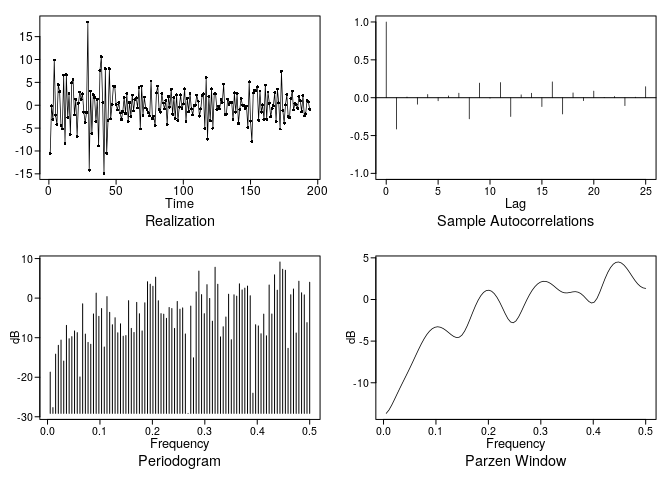 15
10
5
0
-5
-10
-15
0 50 100 150 200
Time
Realization
1.0
0.5
0.0
-0.5
-1.0
0 5 10 15 20 25
Lag
Sample Autocorrelations
10
0
-10
-20
-30
dB
0.0 0.1 0.2 0.3 0.4 0.5
Frequency
Periodogram
5
0
-10
dB
0.0 0.1 0.2 0.3 0.4 0.5
Frequency
Parzen Window